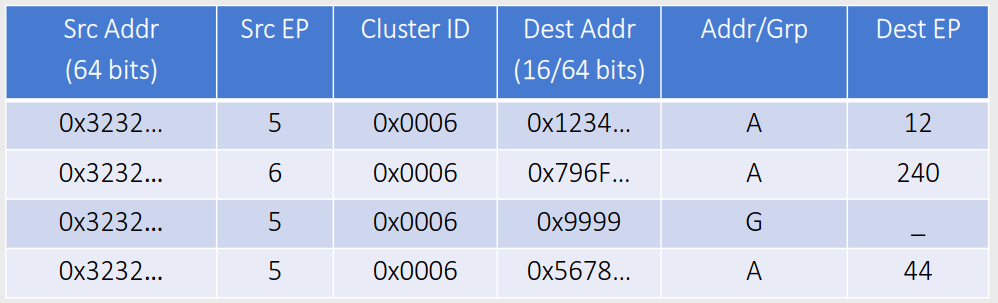 Src Addr (64 bits) Src EP Cluster ID Dest Addr (16/64 bits) Addr/Grp Dest EP
0x3232... 5 0x0006 0x1234... A 12
0x3232... 6 0x0006 0x796F... A 240
0x3232... 5 0x0006 0x9999 G _
0x3232... 5 0x0006 0x5678... A 44